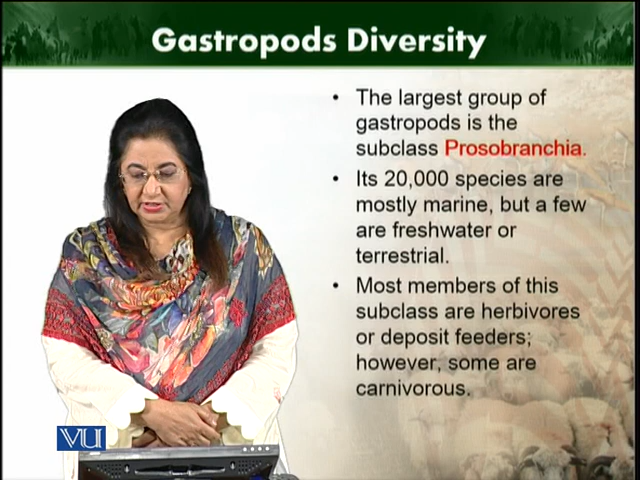 Gastropods Diversity
• The largest group of
gastropods is the
subclass Prosobranchia.
• Its 20,000 species are
mostly marine, but a few
are freshwater or
terrestrial.
• Most members of this
subclass are herbivores
or deposit feeders;
however, some are
carnivorous.
VU